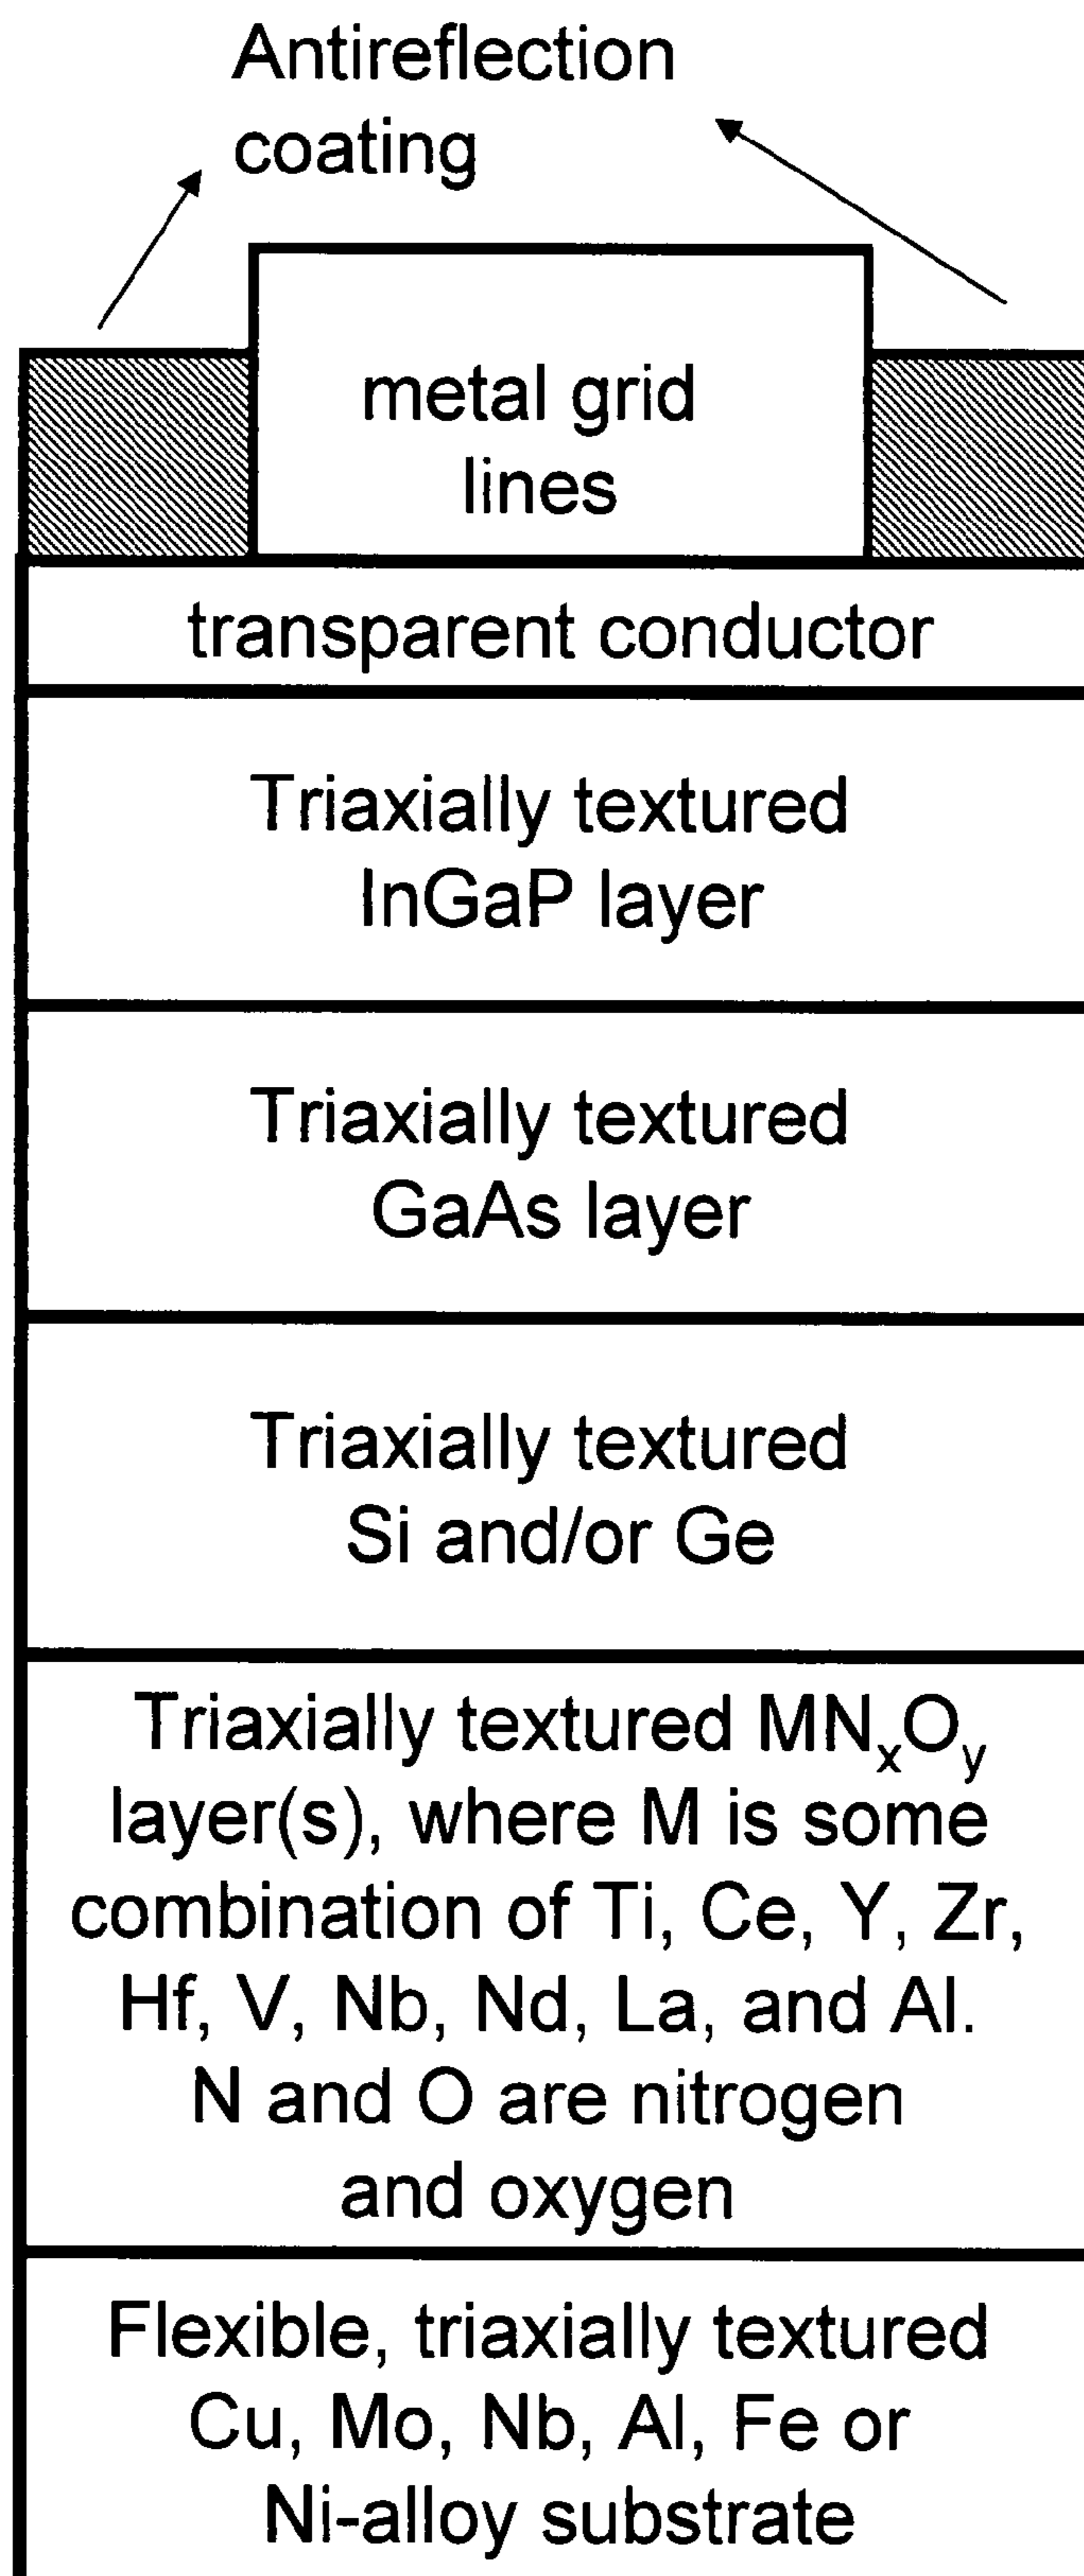 Antireflection
coating
metal grid
lines
transparent conductor
Triaxially textured
InGaP layer
Triaxially textured
GaAs layer
Triaxially textured
Si and/or Ge
Triaxially textured MNₓOᵧ
layer(s), where M is some
combination of Ti, Ce, Y, Zr,
Hf, V, Nb, Nd, La, and Al.
N and O are nitrogen
and oxygen
Flexible, triaxially textured
Cu, Mo, Nb, Al, Fe or
Ni-alloy substrate